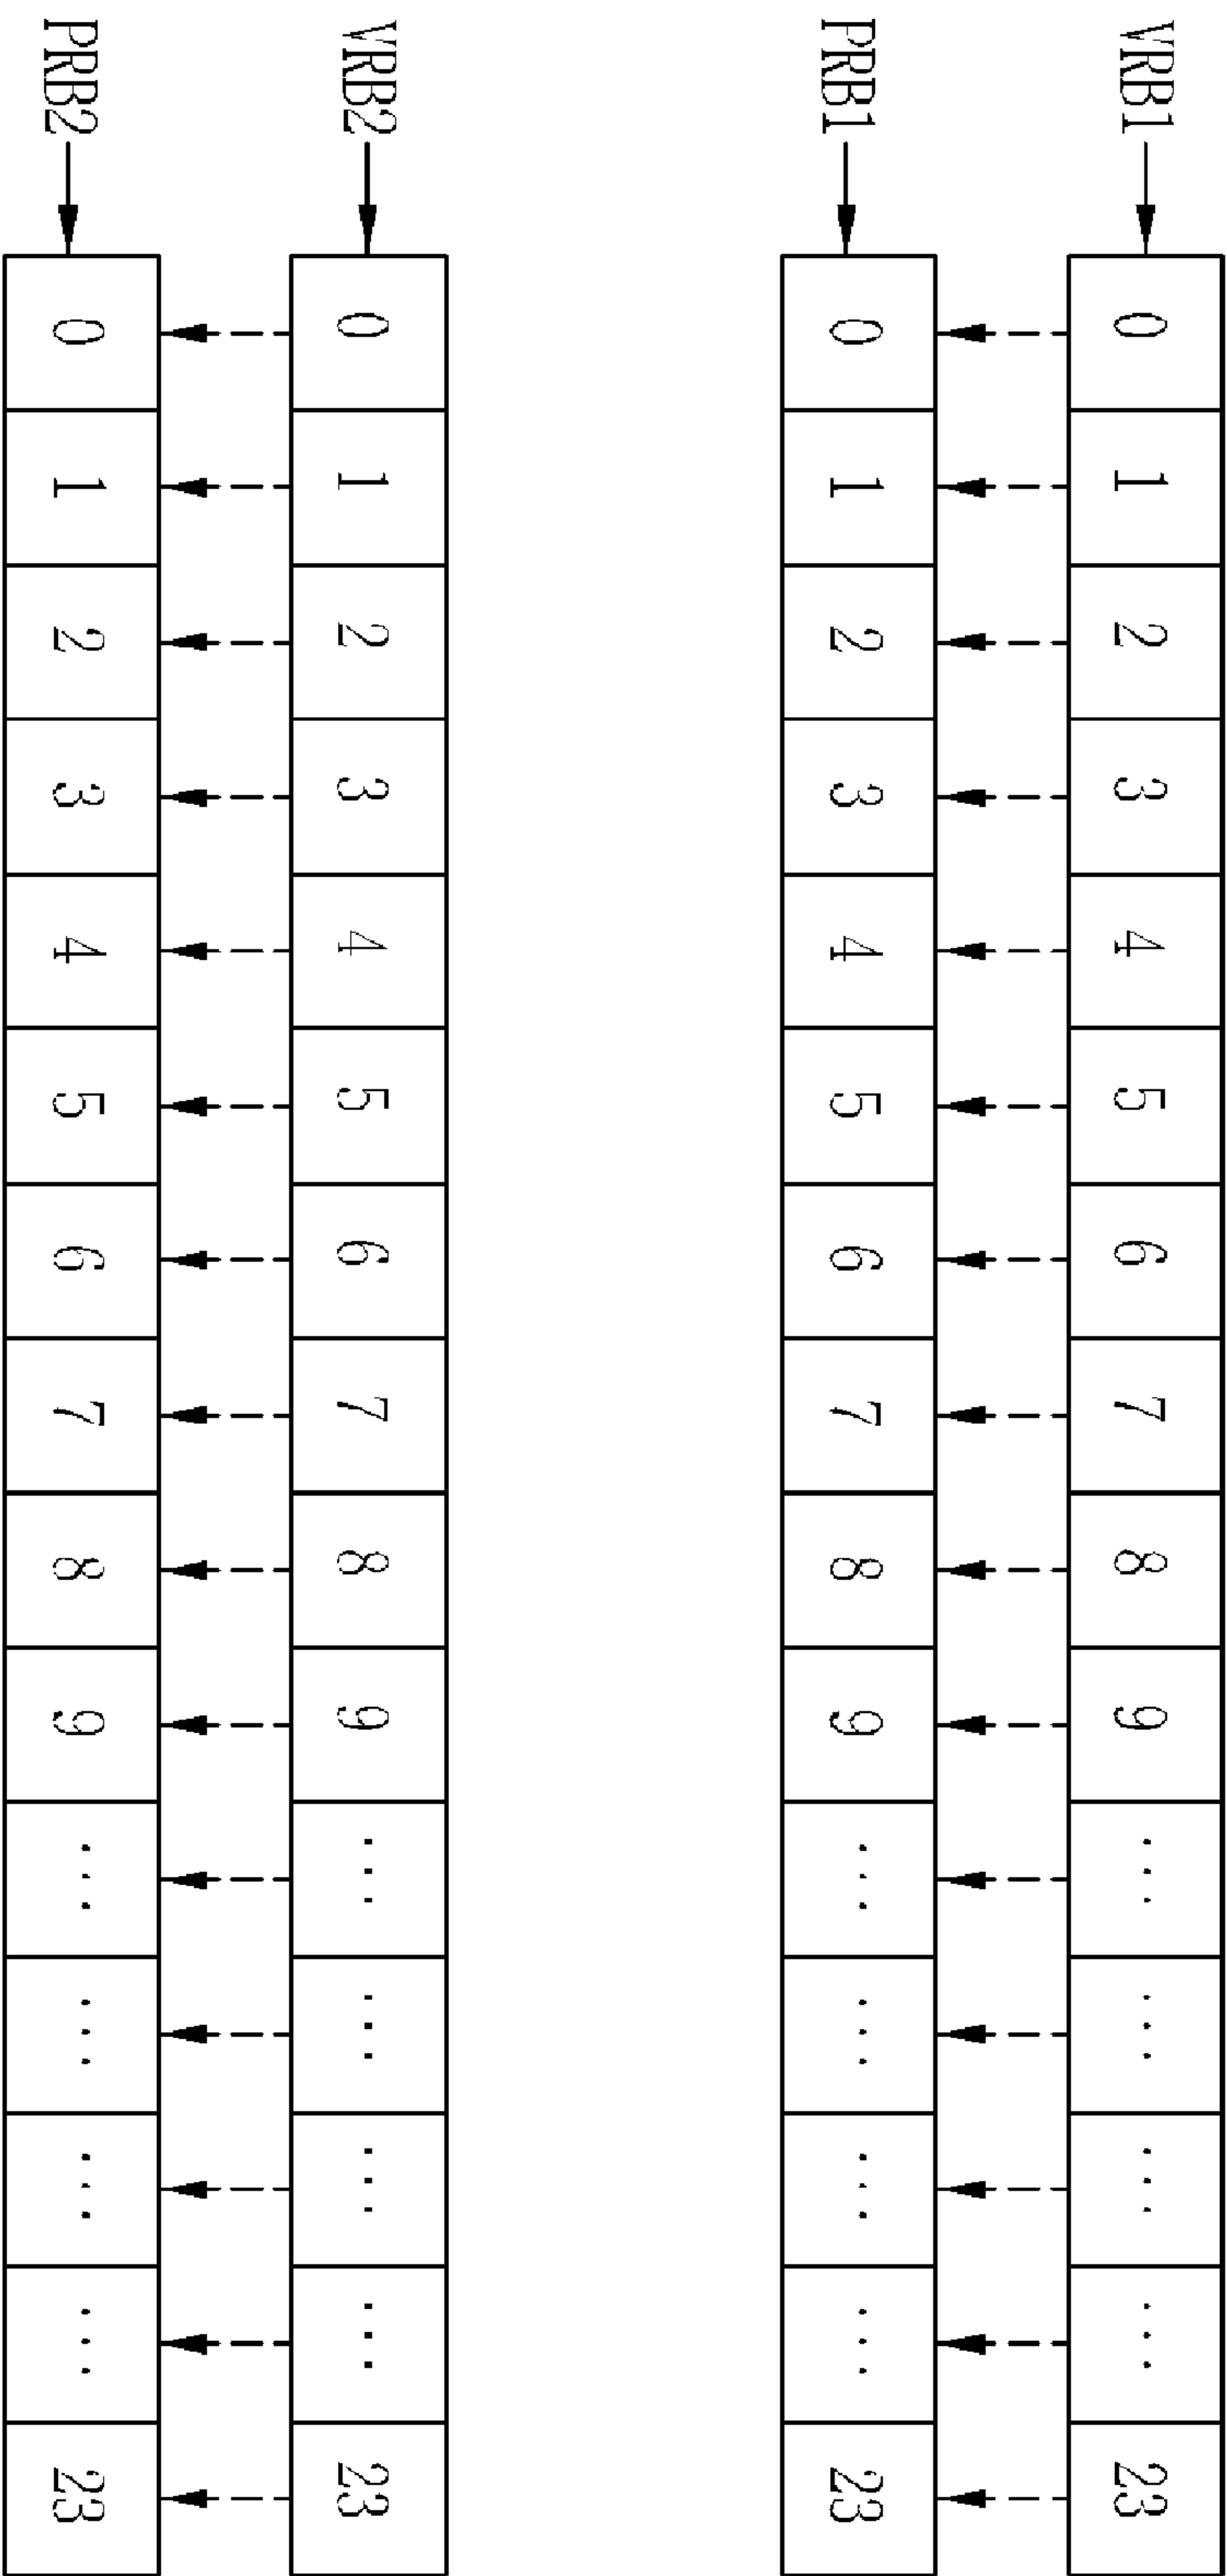 VRB1 0 1 2 3 4 5 6 7 8 9 ... ... ... ... 23
PRB1 0 1 2 3 4 5 6 7 8 9 ... ... ... ... 23
VRB2 0 1 2 3 4 5 6 7 8 9 ... ... ... ... 23
PRB2 0 1 2 3 4 5 6 7 8 9 ... ... ... ... 23